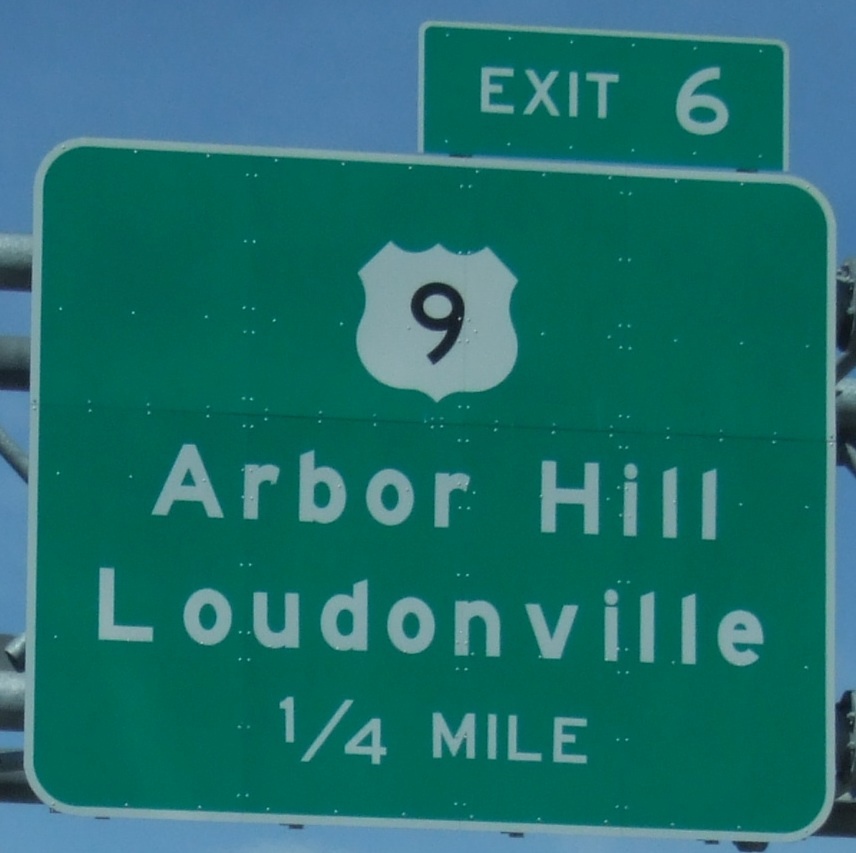 EXIT 6
9
Arbor Hill
Loudonville
1/4 MILE